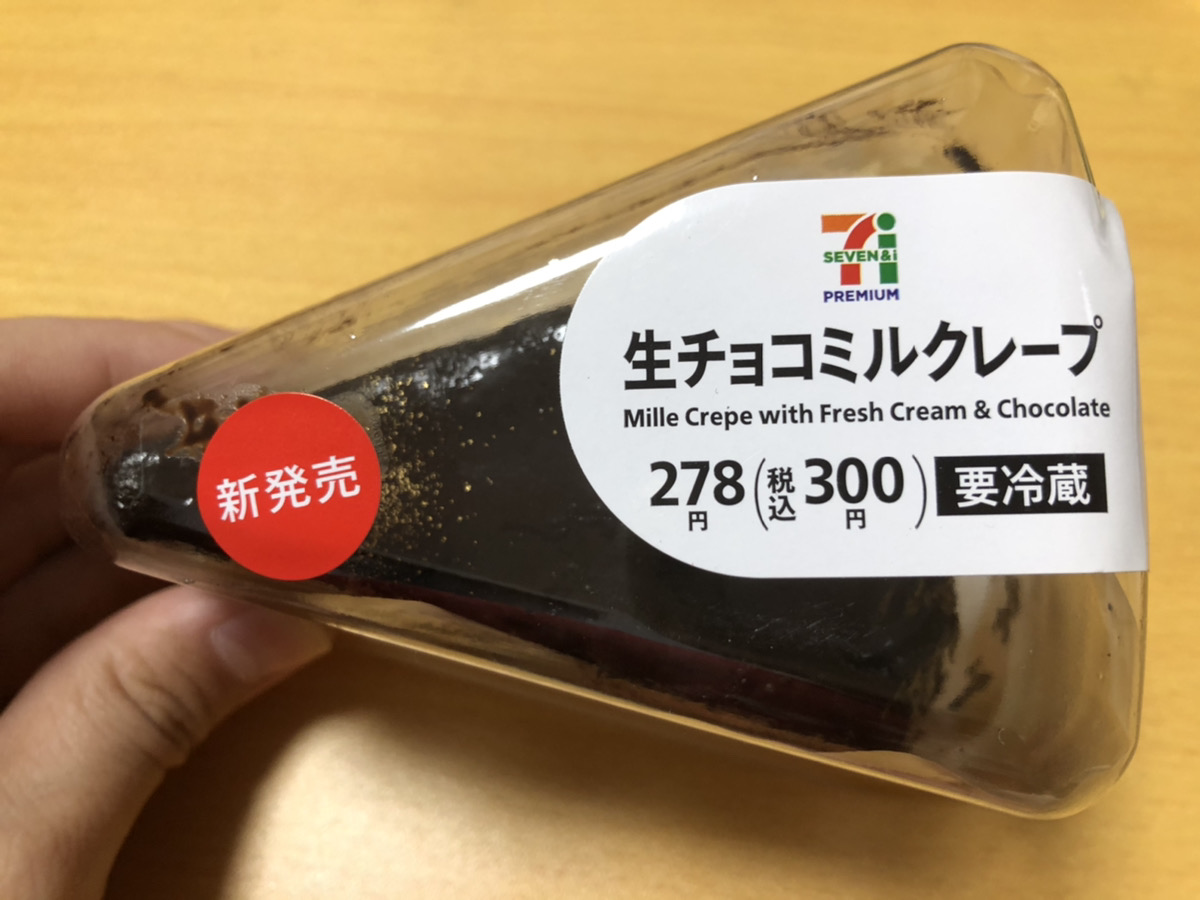 SEVEN&i
PREMIUM
生チョコミルクレープ
Mille Crepe with Fresh Cream & Chocolate
278円(税込300円) 要冷蔵
新発売